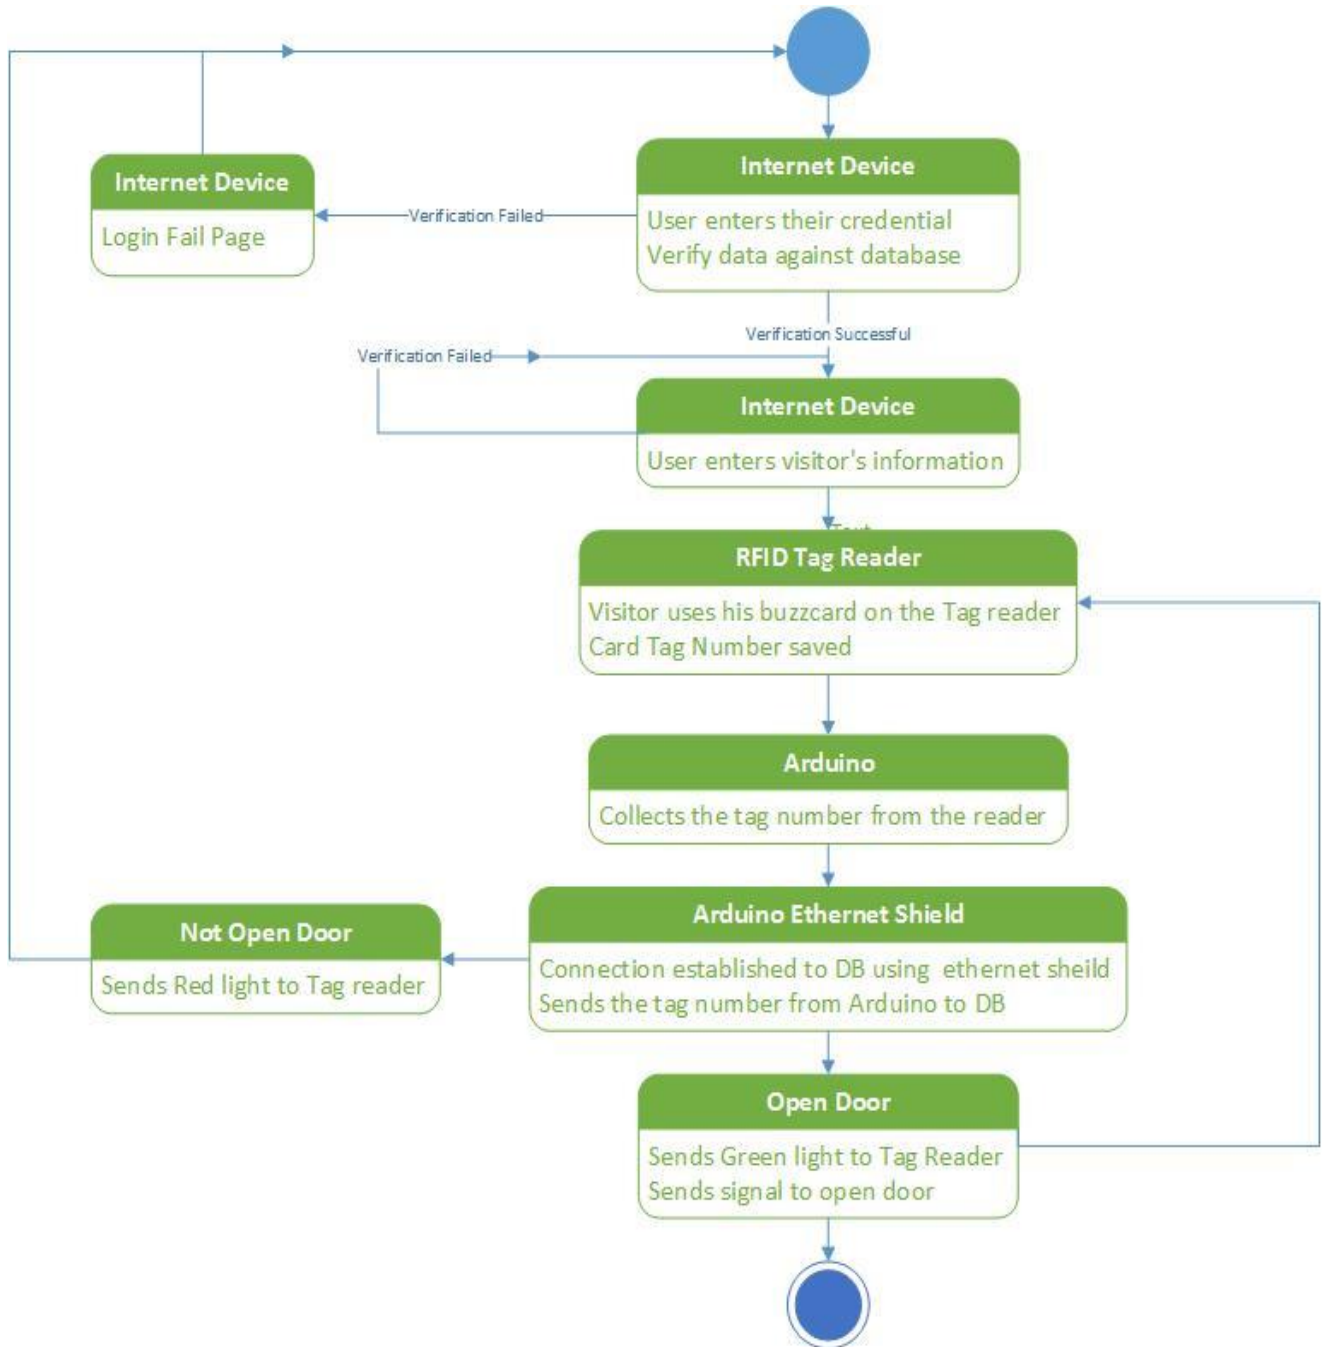 Internet Device
User enters their credential
Verify data against database
Verification Failed
Internet Device
Login Fail Page
Verification Successful
Verification Failed
Internet Device
User enters visitor's information
RFID Tag Reader
Visitor uses his buzzcard on the Tag reader
Card Tag Number saved
Arduino
Collects the tag number from the reader
Arduino Ethernet Shield
Connection established to DB using ethernet sheild
Sends the tag number from Arduino to DB
Not Open Door
Sends Red light to Tag reader
Open Door
Sends Green light to Tag Reader
Sends signal to open door